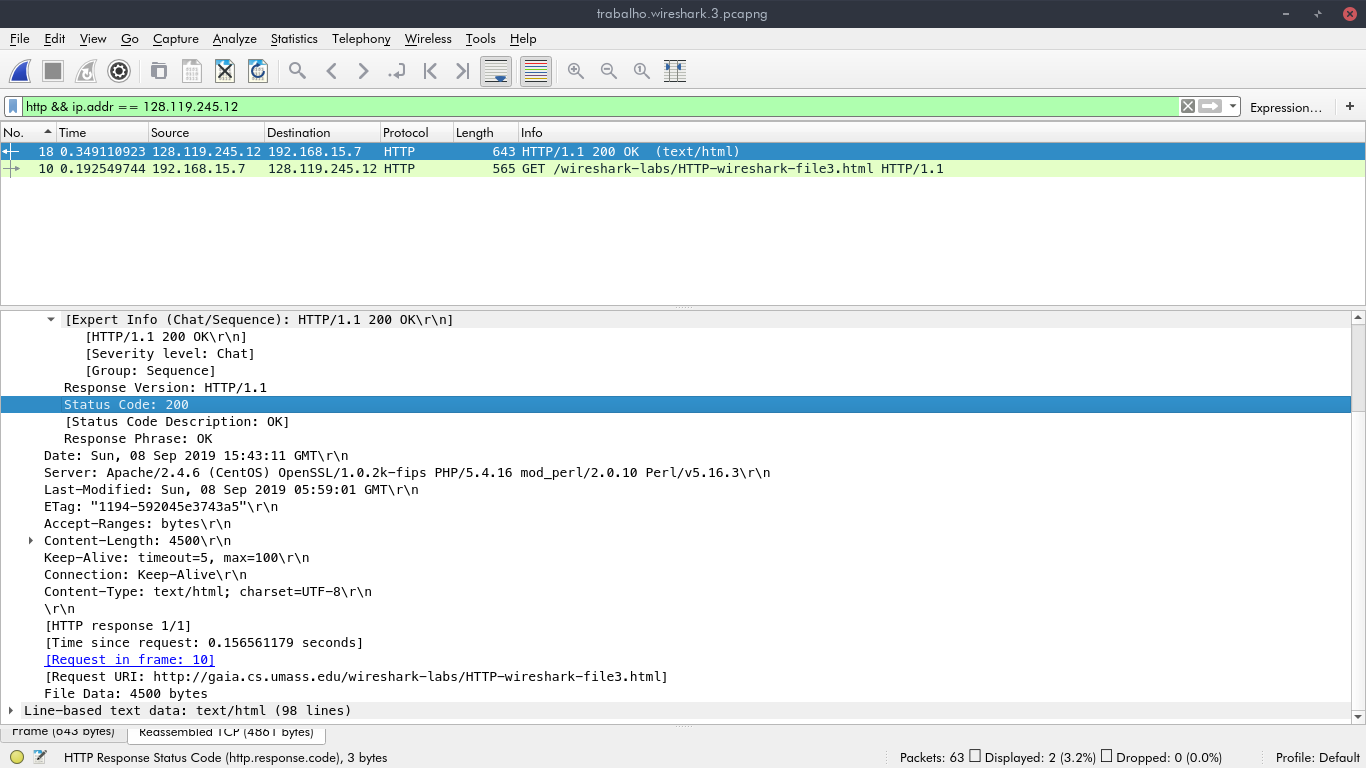 trabalho.wireshark.3.pcapng
File Edit View Go Capture Analyze Statistics Telephony Wireless Tools Help
http && ip.addr == 128.119.245.12 Expression… +
No. Time Source Destination Protocol Length Info
18 0.349110923 128.119.245.12 192.168.15.7 HTTP 643 HTTP/1.1 200 OK (text/html)
10 0.192549744 192.168.15.7 128.119.245.12 HTTP 565 GET /wireshark-labs/HTTP-wireshark-file3.html HTTP/1.1
[Expert Info (Chat/Sequence): HTTP/1.1 200 OK\r\n]
[HTTP/1.1 200 OK\r\n]
[Severity level: Chat]
[Group: Sequence]
Response Version: HTTP/1.1
Status Code: 200
[Status Code Description: OK]
Response Phrase: OK
Date: Sun, 08 Sep 2019 15:43:11 GMT\r\n
Server: Apache/2.4.6 (CentOS) OpenSSL/1.0.2k-fips PHP/5.4.16 mod_perl/2.0.10 Perl/v5.16.3\r\n
Last-Modified: Sun, 08 Sep 2019 05:59:01 GMT\r\n
ETag: "1194-592045e3743a5"\r\n
Accept-Ranges: bytes\r\n
Content-Length: 4500\r\n
Keep-Alive: timeout=5, max=100\r\n
Connection: Keep-Alive\r\n
Content-Type: text/html; charset=UTF-8\r\n
\r\n
[HTTP response 1/1]
[Time since request: 0.156561179 seconds]
[Request in frame: 10]
[Request URI: http://gaia.cs.umass.edu/wireshark-labs/HTTP-wireshark-file3.html]
File Data: 4500 bytes
Line-based text data: text/html (98 lines)
Frame (643 bytes) Reassembled TCP (4861 bytes)
HTTP Response Status Code (http.response.code), 3 bytes Packets: 63 Displayed: 2 (3.2%) Dropped: 0 (0.0%) Profile: Default